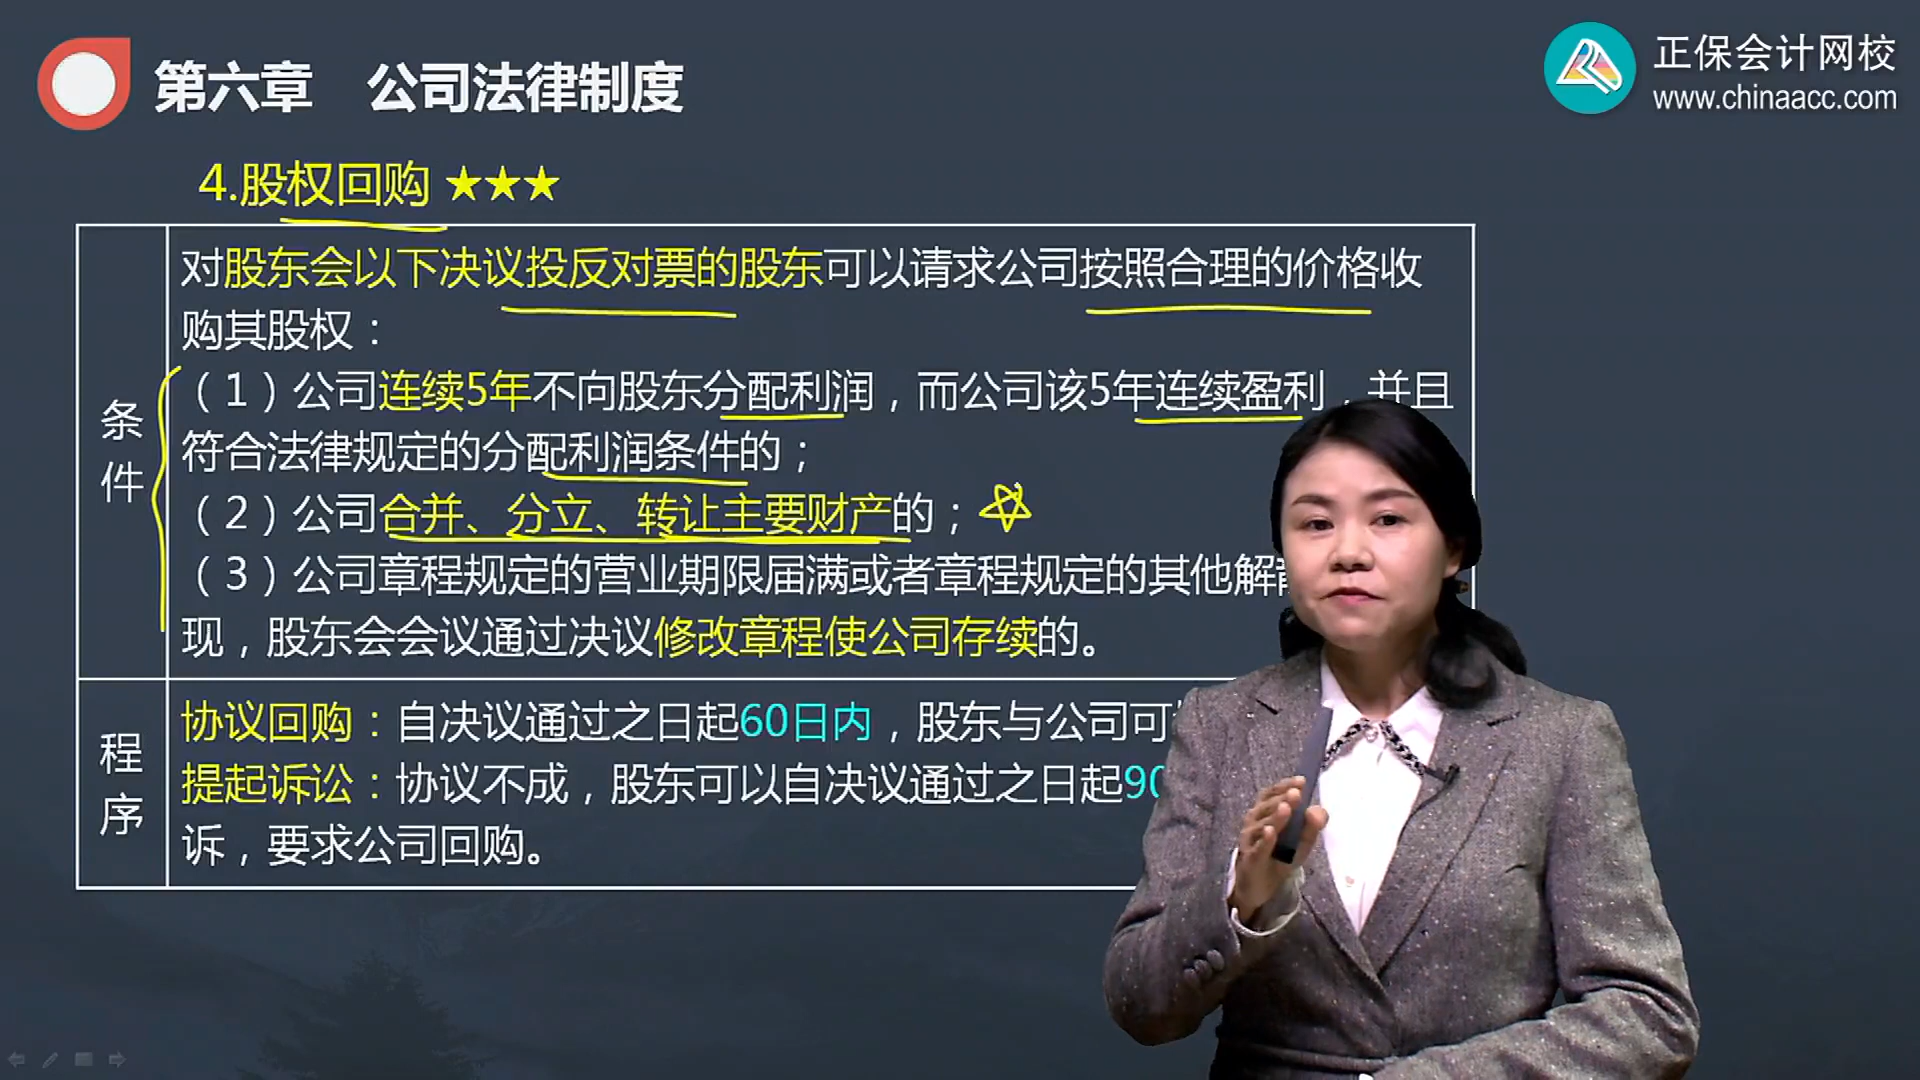 第六章 公司法律制度
正保会计网校
www.chinaacc.com
4.股权回购 ★★★
条件
对股东会以下决议投反对票的股东可以请求公司按照合理的价格收
购其股权：
（1）公司连续5年不向股东分配利润，而公司该5年连续盈利，并且
符合法律规定的分配利润条件的；
（2）公司合并、分立、转让主要财产的；
（3）公司章程规定的营业期限届满或者章程规定的其他解
现，股东会会议通过决议修改章程使公司存续的。
程序
协议回购：自决议通过之日起60日内，股东与公司可
提起诉讼：协议不成，股东可以自决议通过之日起90
诉，要求公司回购。